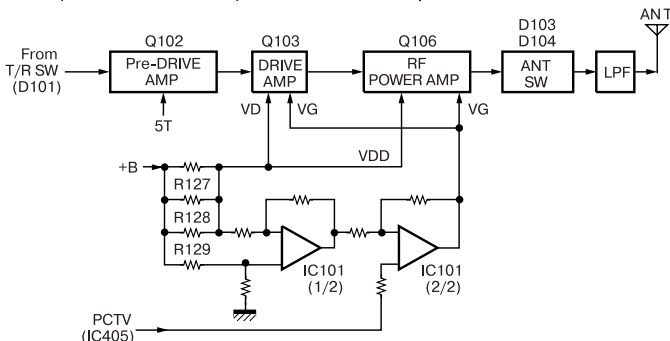 ANT
Q102
Q103
Q106
D103
D104
From
T/R SW
(D101)
Pre-DRIVE
AMP
DRIVE
AMP
RF
POWER AMP
ANT
SW
LPF
5T
VD
VG
VG
VDD
+B
R127
R128
R129
IC101
(1/2)
IC101
(2/2)
PCTV
(IC405)